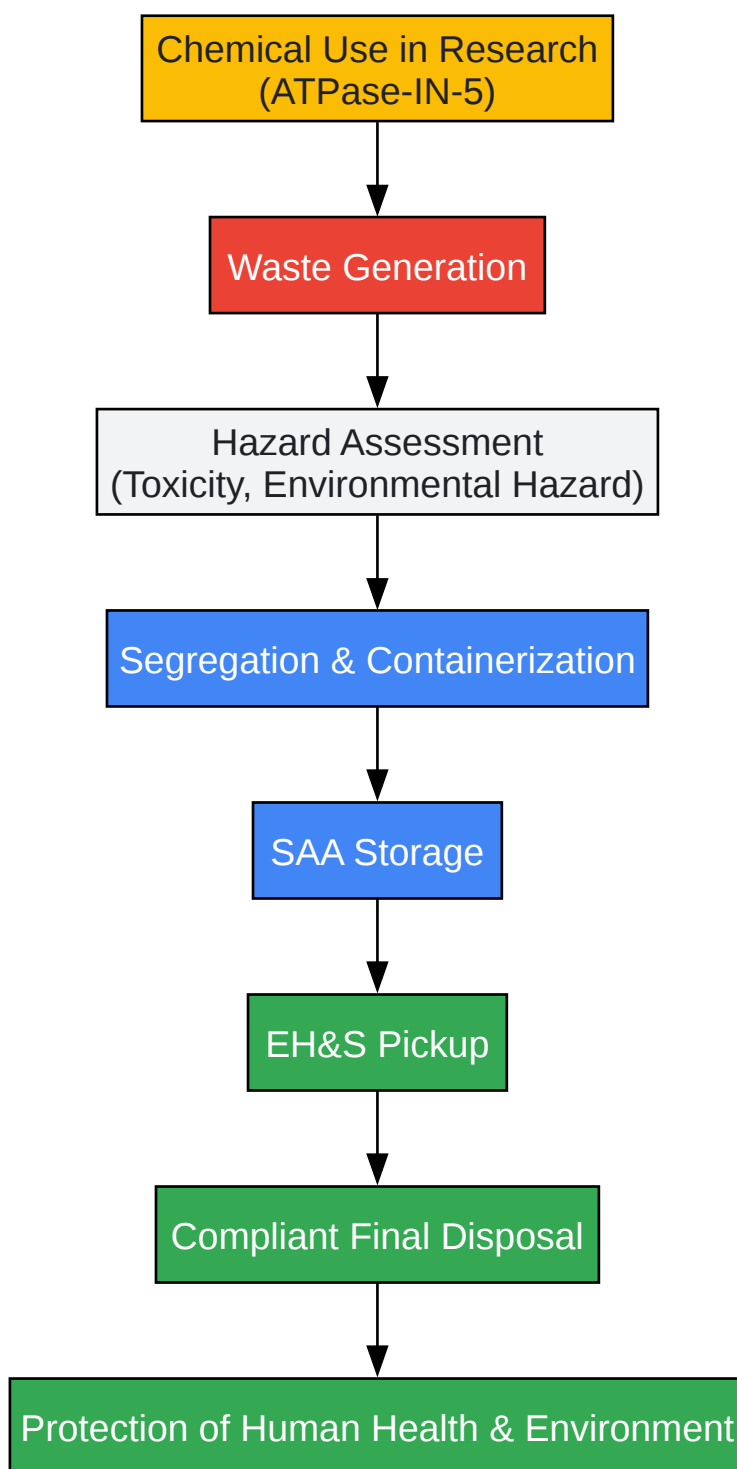 Chemical Use in Research
(ATPase-IN-5)
Waste Generation
Hazard Assessment
(Toxicity, Environmental Hazard)
Segregation & Containerization
SAA Storage
EH&S Pickup
Compliant Final Disposal
Protection of Human Health & Environment